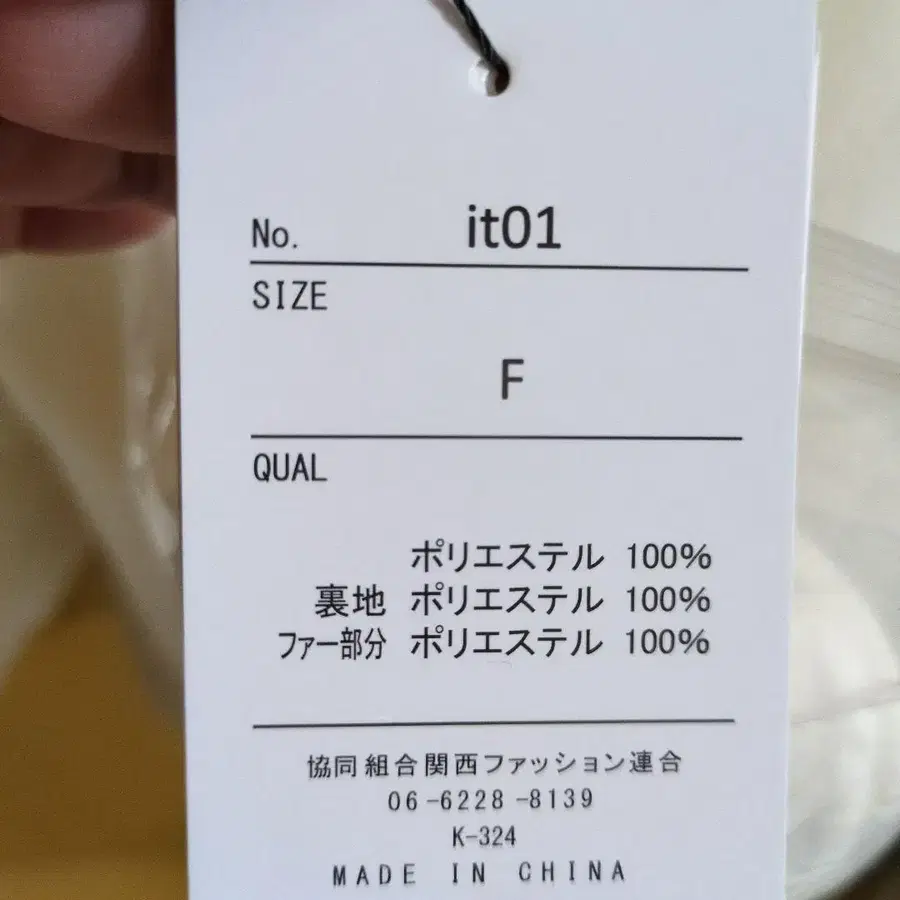 No. it01
SIZE
F
QUAL
ポリエステル 100%
裏地 ポリエステル 100%
ファー部分 ポリエステル 100%
協同組合関西ファッション連合
06-6228-8139
K-324
MADE IN CHINA